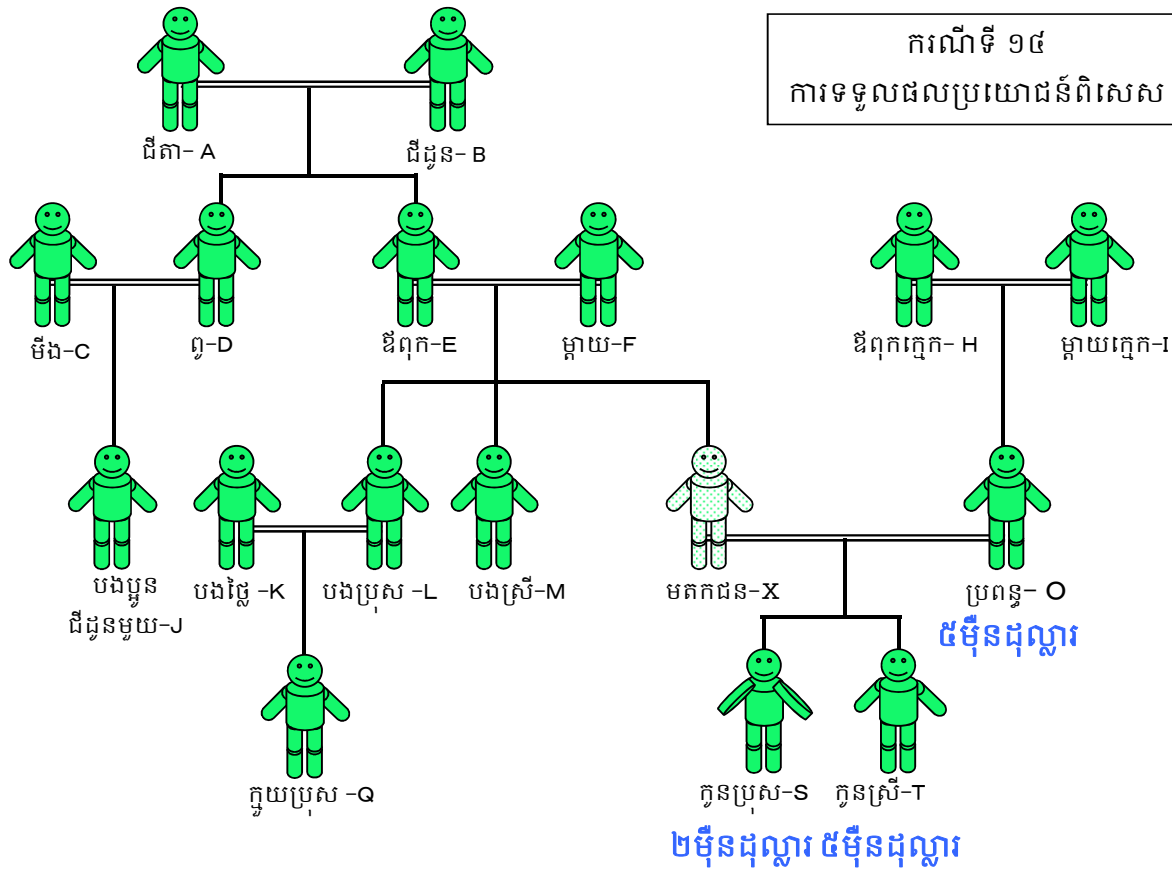 ករណីទី ១៤
ការទទួលផលប្រយោជន៍ពិសេស
ជីតា- A
ជីដូន- B
មីង-C
ពូ-D
ឪពុក-E
ម្តាយ-F
ឪពុកក្មេក- H
ម្តាយក្មេក-I
បងប្អូន
ជីដូនមួយ-J
បងថ្លៃ -K
បងប្រុស -L
បងស្រី-M
មតកជន-X
ប្រពន្ធ- O
៥ម៉ឺនដុល្លារ
ក្មួយប្រុស -Q
កូនប្រុស-S
កូនស្រី-T
២ម៉ឺនដុល្លារ ៥ម៉ឺនដុល្លារ